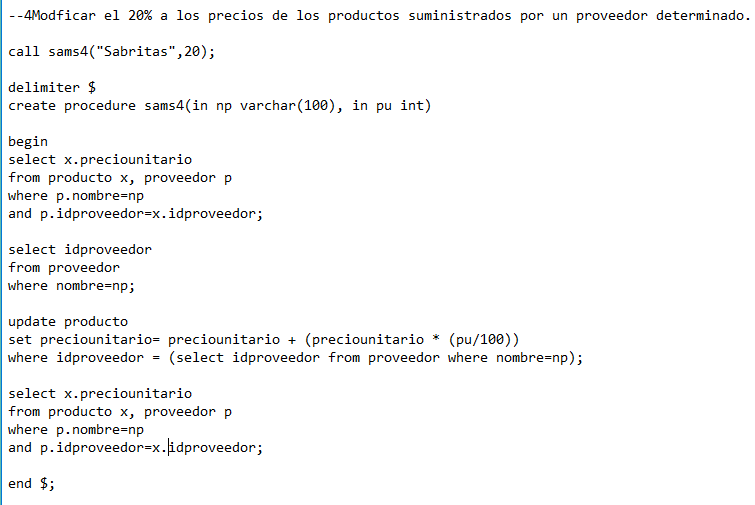 --4Modficar el 20% a los precios de los productos suministrados por un proveedor determinado.
call sams4("Sabritas",20);
delimiter $
create procedure sams4(in np varchar(100), in pu int)
begin
select x.preciounitario
from producto x, proveedor p
where p.nombre=np
and p.idproveedor=x.idproveedor;
select idproveedor
from proveedor
where nombre=np;
update producto
set preciounitario= preciounitario + (preciounitario * (pu/100))
where idproveedor = (select idproveedor from proveedor where nombre=np);
select x.preciounitario
from producto x, proveedor p
where p.nombre=np
and p.idproveedor=x.idproveedor;
end $;